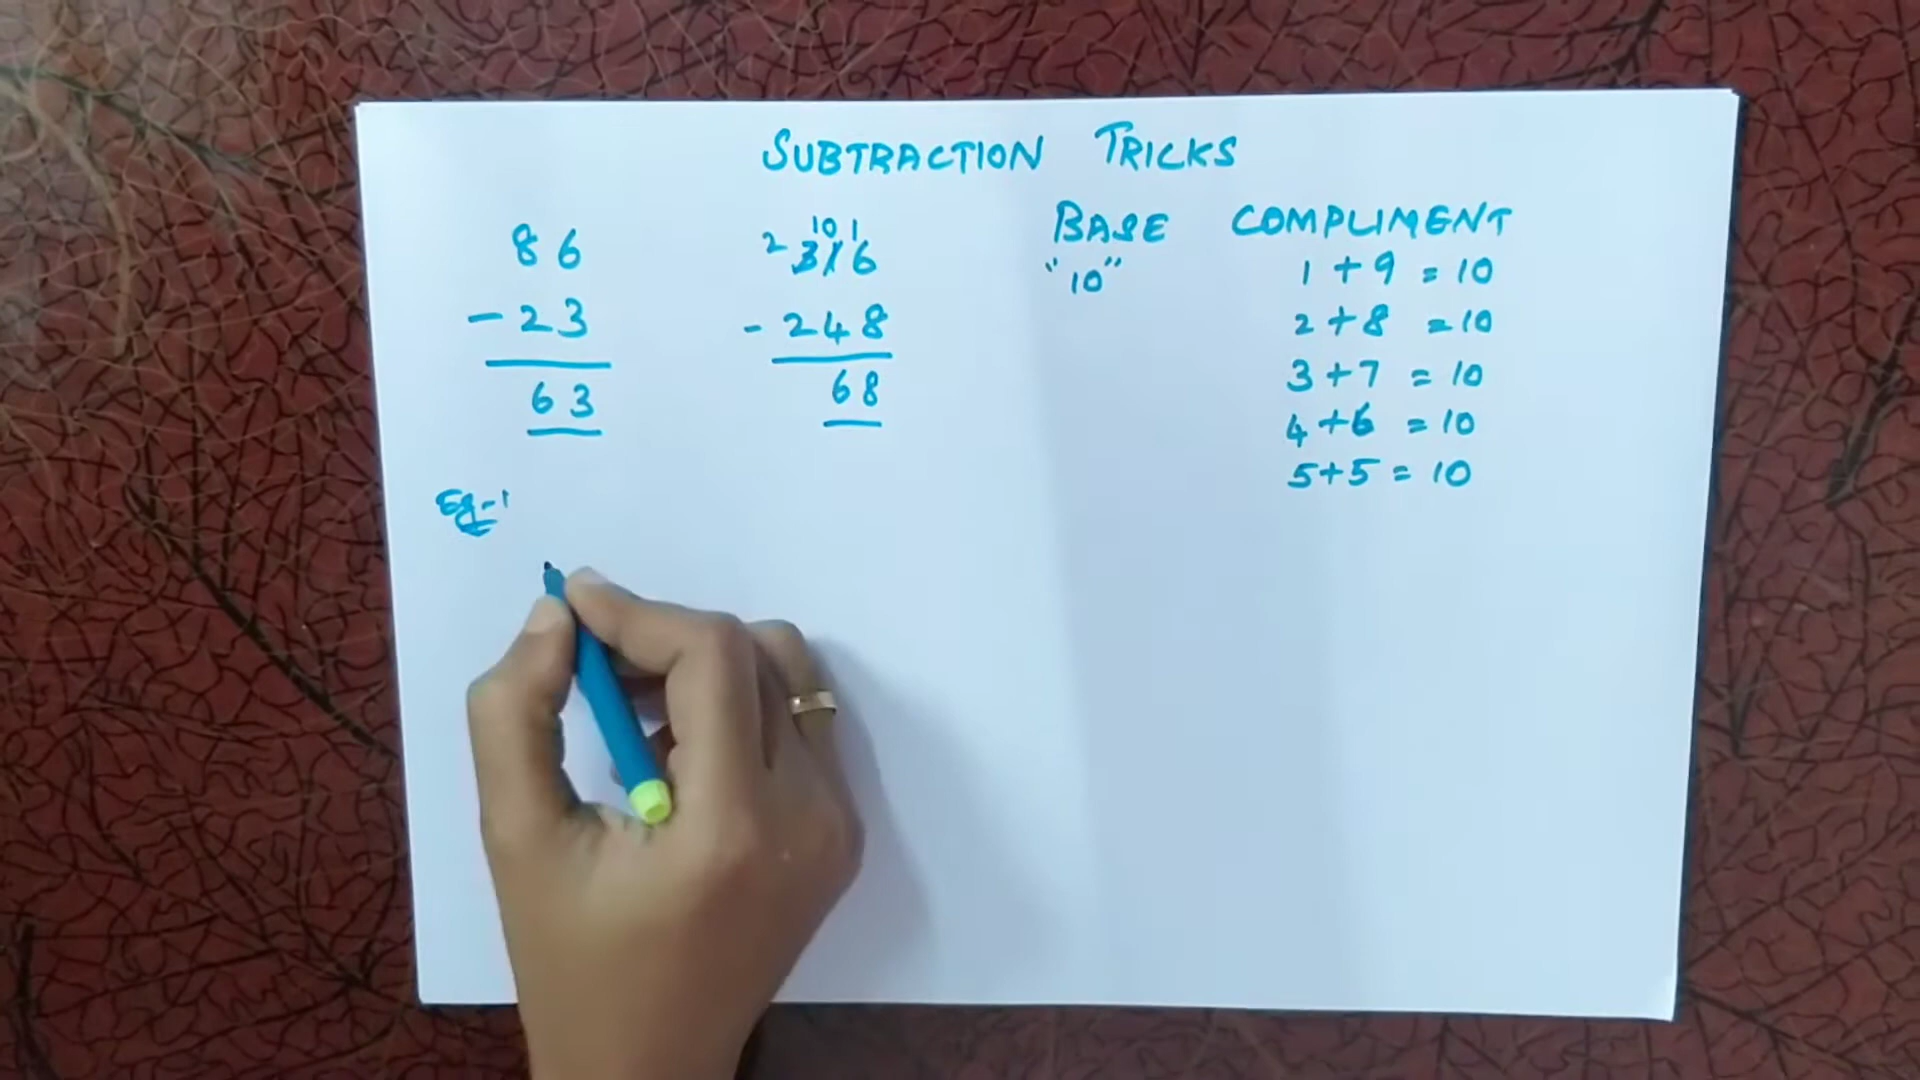 SUBTRACTION TRICKS
86
- 23
63
10 1
2 316
- 248
68
BASE COMPLIMENT
"10"
1 + 9 = 10
2 + 8 = 10
3 + 7 = 10
4 + 6 = 10
5 + 5 = 10
Eg-1